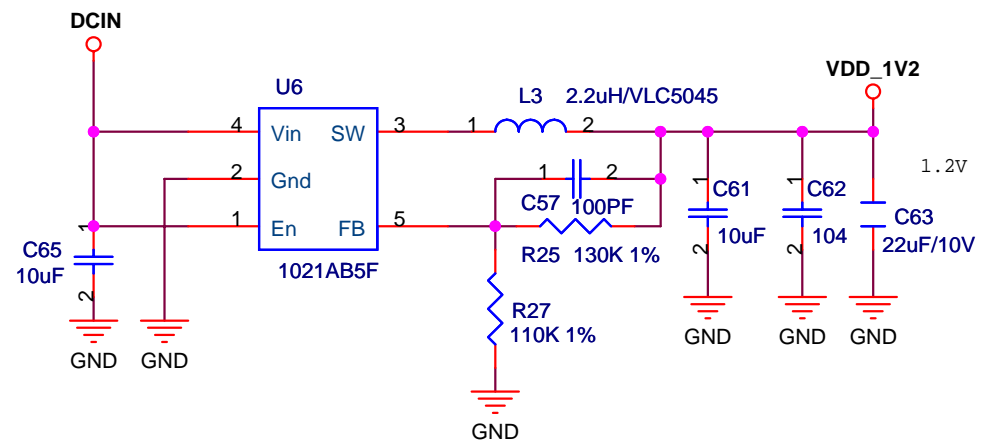 DCIN
U6
VDD_1V2
L3 2.2uH/VLC5045
4 Vin SW 3
1 2
2 Gnd
1 2
1.2V
C57 100PF
1 En FB 5
C65
10uF
1
2
1021AB5F
R25 130K 1%
C61
10uF
1
2
C62
104
1
2
C63
22uF/10V
R27
110K 1%
GND
GND
GND
GND
GND
GND